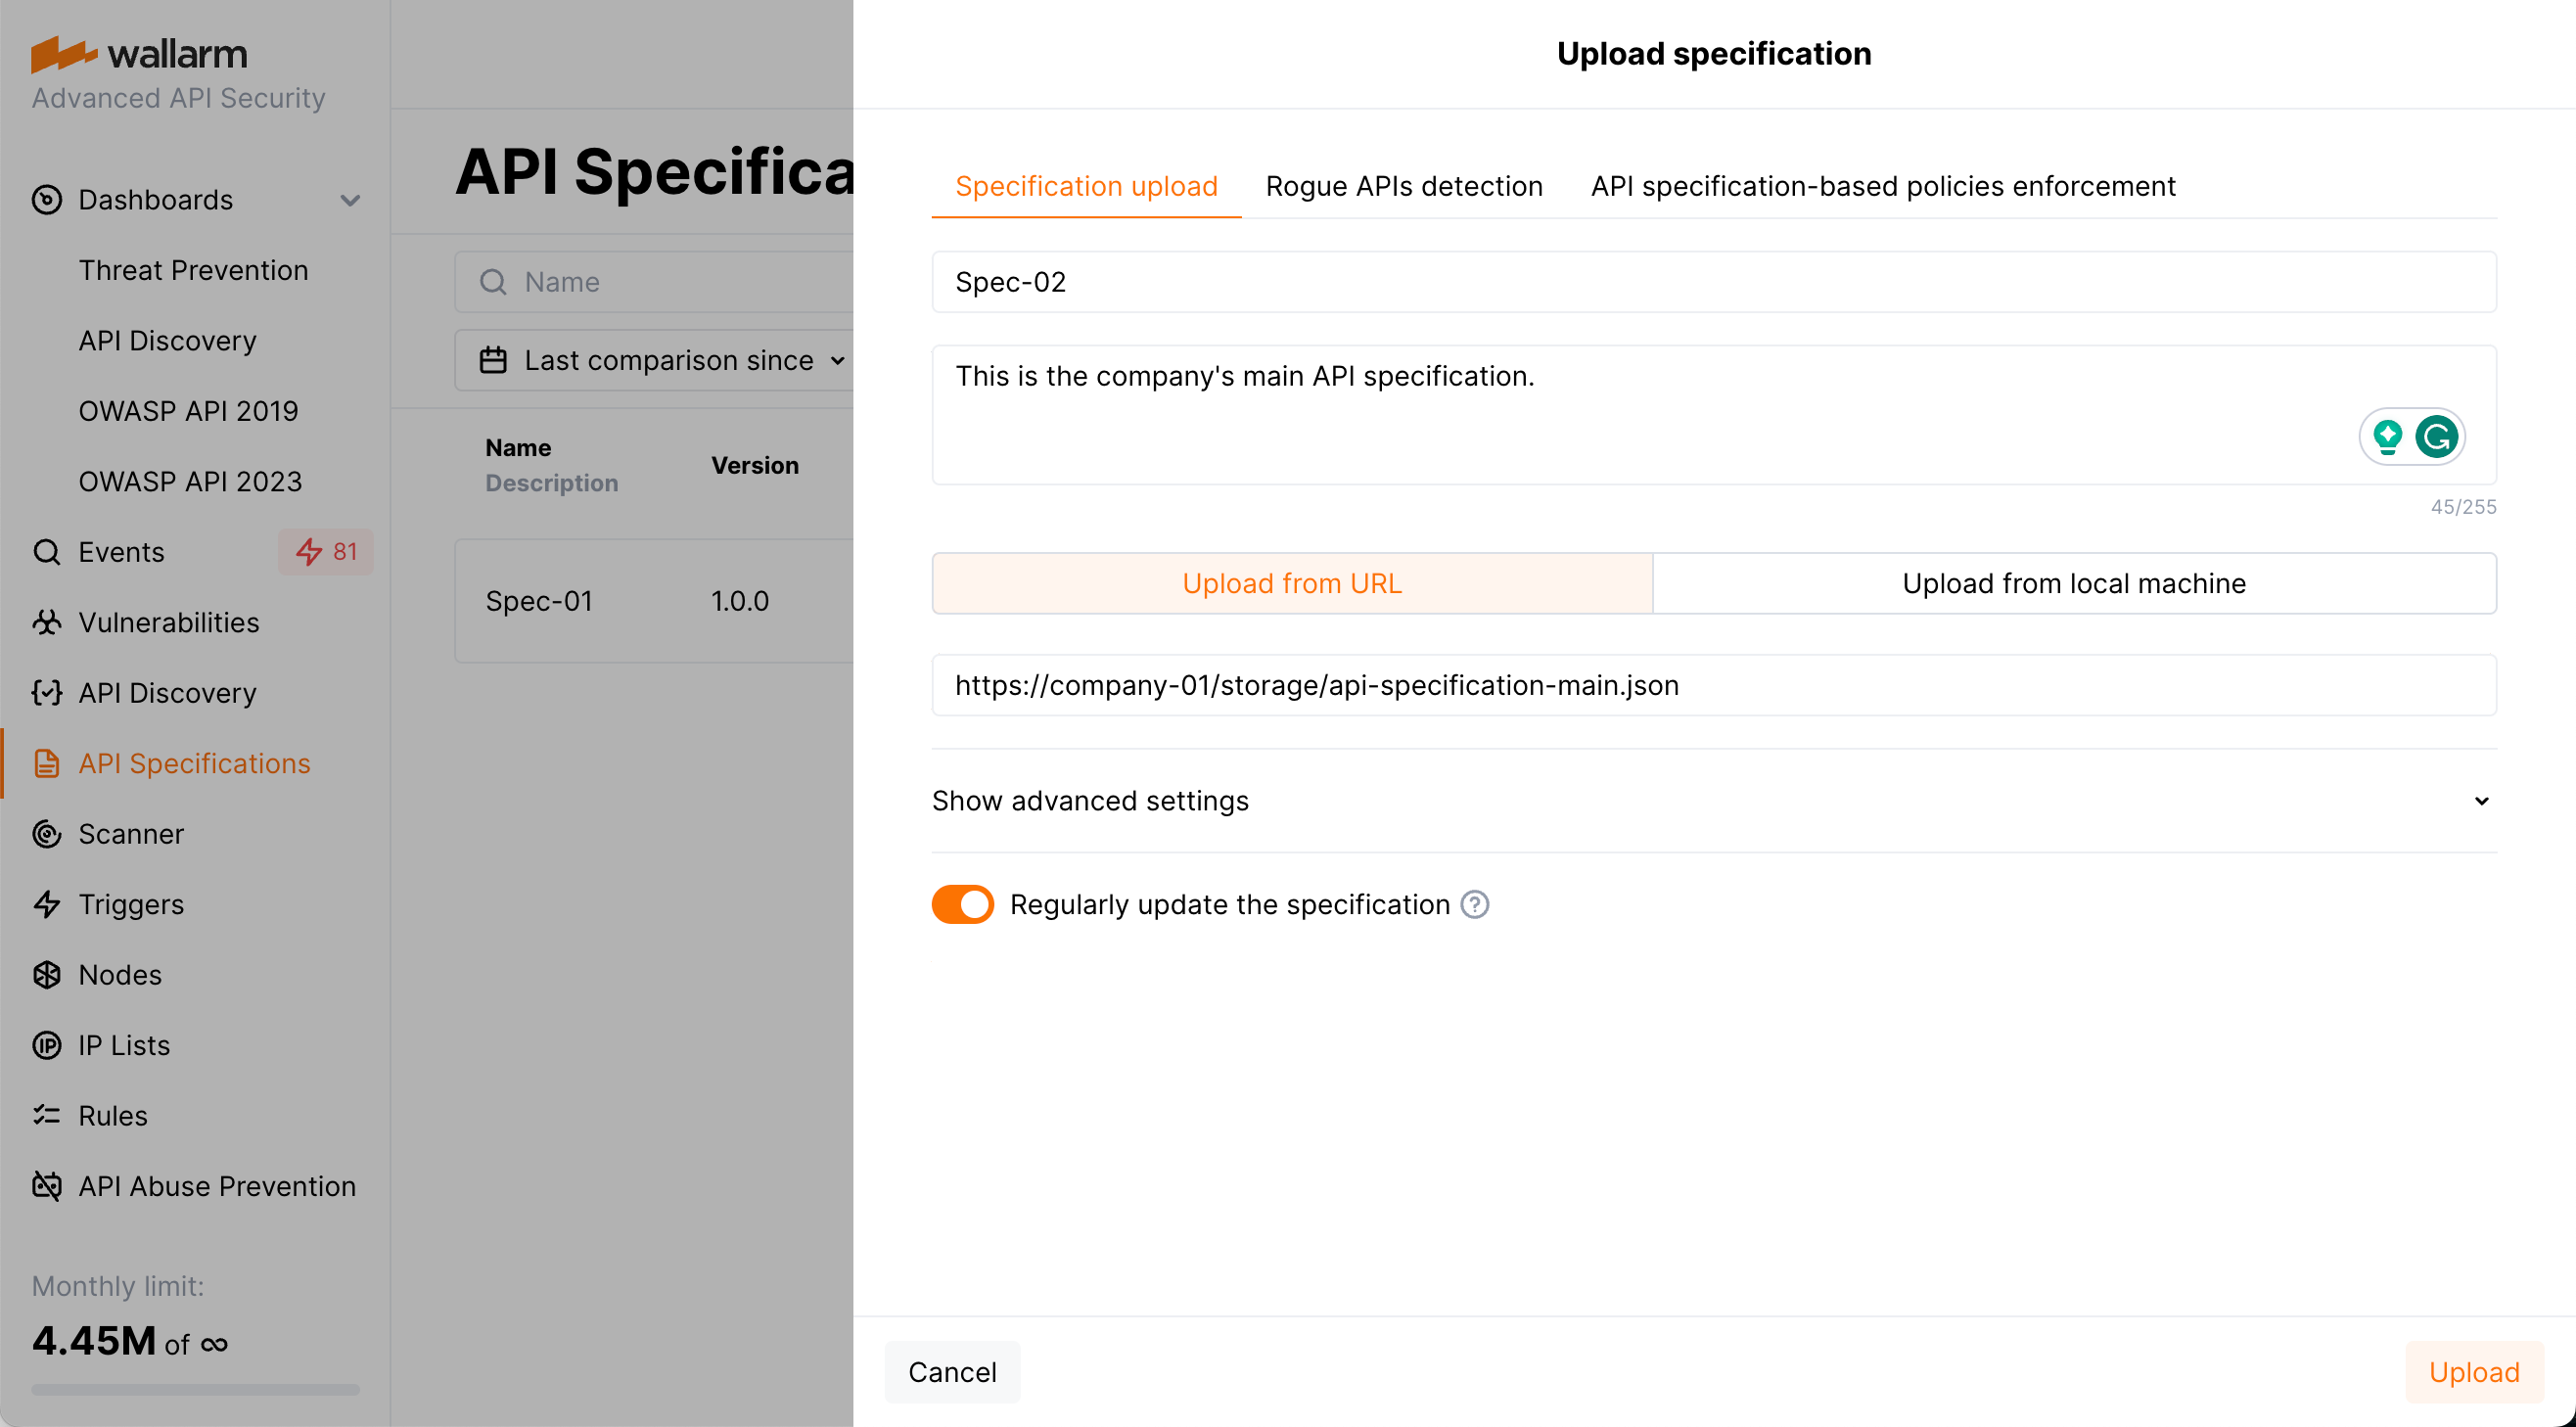 wallarm
Advanced API Security
Dashboards
Threat Prevention
API Discovery
OWASP API 2019
OWASP API 2023
Events 81
Vulnerabilities
API Discovery
API Specifications
Scanner
Triggers
Nodes
IP Lists
Rules
API Abuse Prevention
Monthly limit:
4.45M of ∞
API Specifica
Name
Last comparison since
Name
Description
Version
Spec-01 1.0.0
Upload specification
Specification upload Rogue APIs detection API specification-based policies enforcement
Spec-02
This is the company's main API specification.
45/255
Upload from URL Upload from local machine
https://company-01/storage/api-specification-main.json
Show advanced settings
Regularly update the specification ?
Cancel Upload